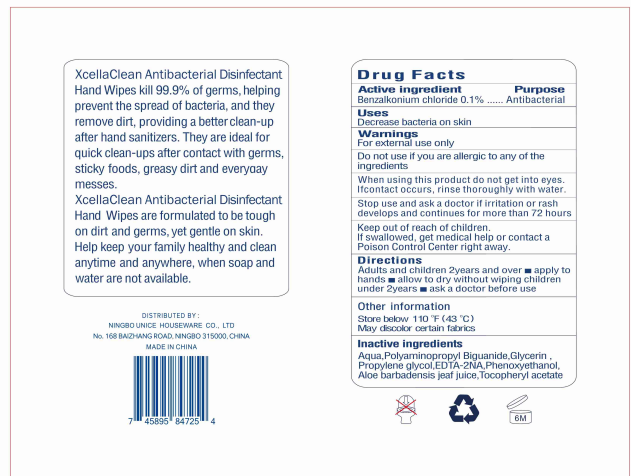 XcellaClean Antibacterial Disinfectant
Hand Wipes kill 99.9% of germs, helping
prevent the spread of bacteria, and they
remove dirt, providing a better clean-up
after hand sanitizers. They are ideal for
quick clean-ups after contact with germs,
sticky foods, greasy dirt and everyday
messes.
XcellaClean Antibacterial Disinfectant
Hand Wipes are formulated to be tough
on dirt and germs, yet gentle on skin.
Help keep your family healthy and clean
anytime and anywhere, when soap and
water are not available.
DISTRIBUTED BY :
NINGBO UNICE HOUSEWARE CO., LTD
No. 168 BAIZHANG ROAD, NINGBO 315000, CHINA
MADE IN CHINA
7 45895 84725 4
Drug Facts
Active ingredient Purpose
Benzalkonium chloride 0.1% ...... Antibacterial
Uses
Decrease bacteria on skin
Warnings
For external use only
Do not use if you are allergic to any of the
ingredients
When using this product do not get into eyes.
Ifcontact occurs, rinse thoroughly with water.
Stop use and ask a doctor if irritation or rash
develops and continues for more than 72 hours
Keep out of reach of children.
If swallowed, get medical help or contact a
Poison Control Center right away.
Directions
Adults and children 2years and over ■ apply to
hands ■ allow to dry without wiping children
under 2years ■ ask a doctor before use
Other information
Store below 110 °F (43 °C)
May discolor certain fabrics
Inactive ingredients
Aqua,Polyaminopropyl Biguanide,Glycerin ,
Propylene glycol,EDTA-2NA,Phenoxyethanol,
Aloe barbadensis jeaf juice,Tocopheryl acetate
6M